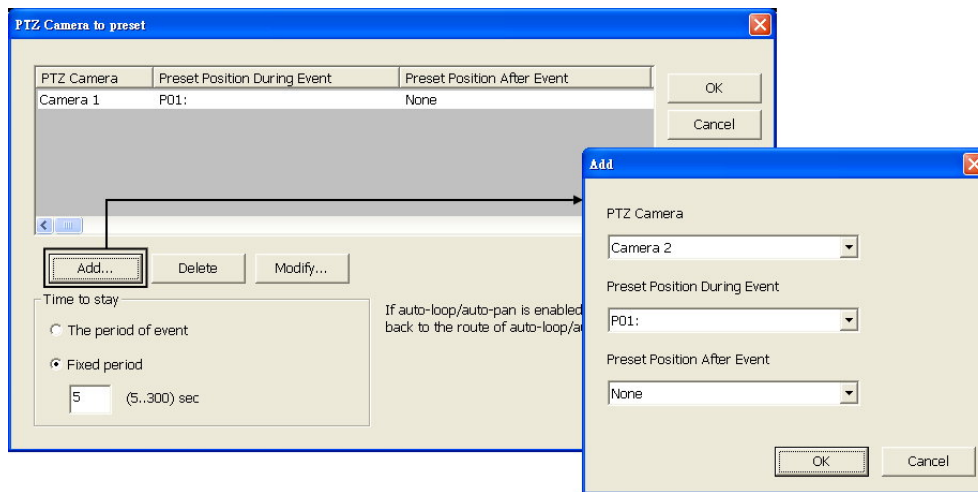 PTZ Camera to preset
PTZ Camera Preset Position During Event Preset Position After Event
Camera 1 P01: None
OK
Cancel
Add... Delete Modify...
Time to stay
The period of event
Fixed period
5 (5..300) sec
If auto-loop/auto-pan is enabled
back to the route of auto-loop/au
Add
PTZ Camera
Camera 2
Preset Position During Event
P01:
Preset Position After Event
None
OK Cancel